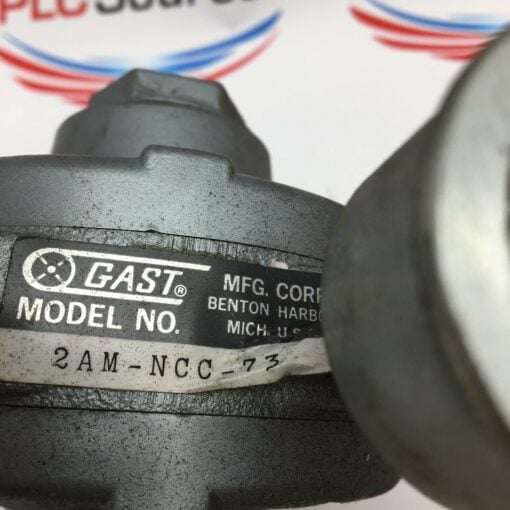 GAST®
MFG. CORP
BENTON HARBO
MICH. U.S.
MODEL NO.
2AM-NCC-73